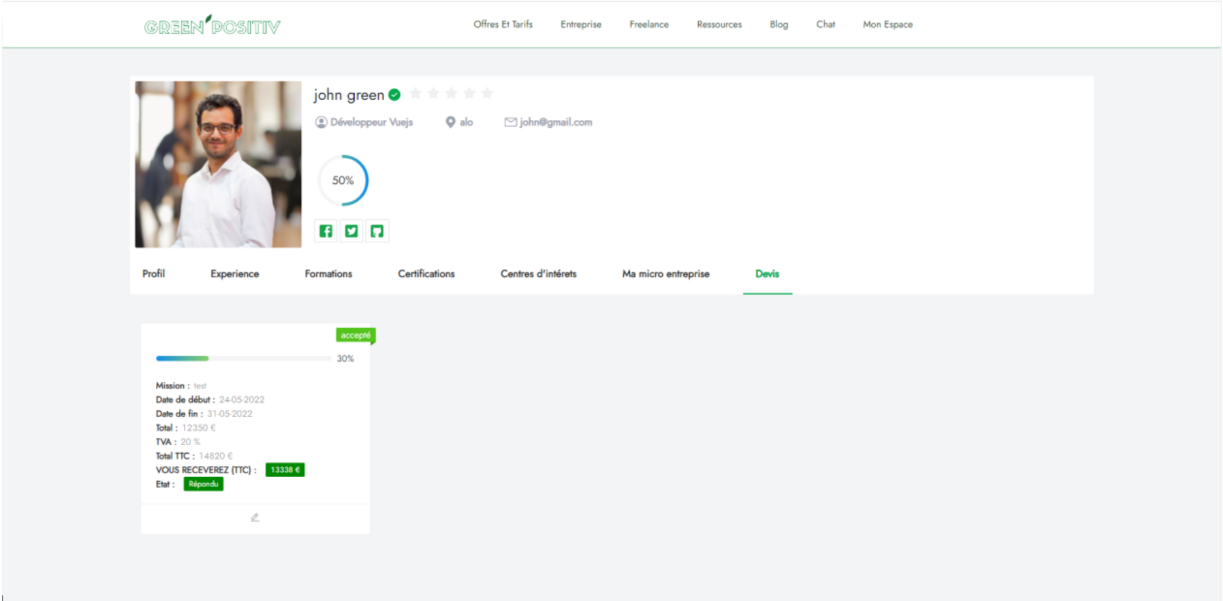 GREEN'POSITIV
Offres Et Tarifs Entreprise Freelance Ressources Blog Chat Mon Espace
john green
Développeur Vuejs alo john@gmail.com
50%
Profil Experience Formations Certifications Centres d'intérets Ma micro entreprise Devis
accepté
30%
Mission : test
Date de début : 24-05-2022
Date de fin : 31-05-2022
Total : 12350 €
TVA : 20 %
Total TTC : 14820 €
VOUS RECEVEREZ (TTC) : 13338 €
Etat : Répondu